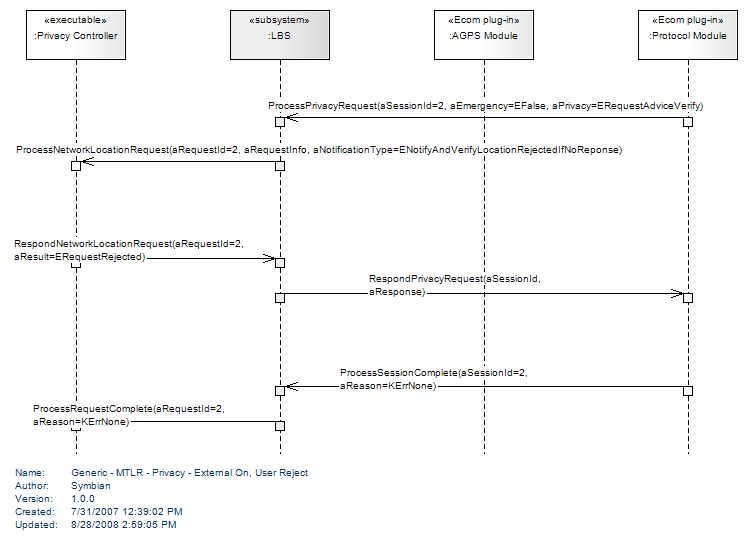 «executable»
:Privacy Controller
«subsystem»
:LBS
«Ecom plug-in»
:AGPS Module
«Ecom plug-in»
:Protocol Module
ProcessPrivacyRequest(aSessionId=2, aEmergency=EFalse, aPrivacy=ERequestAdviceVerify)
ProcessNetworkLocationRequest(aRequestId=2, aRequestInfo, aNotificationType=ENotifyAndVerifyLocationRejectedIfNoReponse)
RespondNetworkLocationRequest(aRequestId=2,
aResult=ERequestRejected)
RespondPrivacyRequest(aSessionId,
aResponse)
ProcessSessionComplete(aSessionId=2,
aReason=KErrNone)
ProcessRequestComplete(aRequestId=2,
aReason=KErrNone)
Name: Generic - MTLR - Privacy - External On, User Reject
Author: Symbian
Version: 1.0.0
Created: 7/31/2007 12:39:02 PM
Updated: 8/28/2008 2:59:05 PM